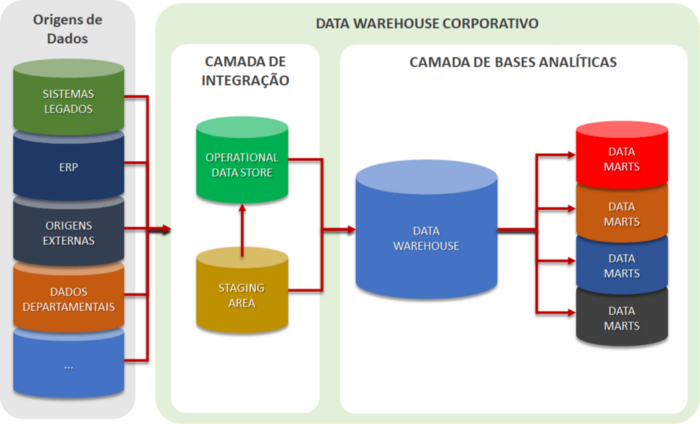 Origens de
Dados
SISTEMAS
LEGADOS
ERP
ORIGENS
EXTERNAS
DADOS
DEPARTAMENTAIS
...
DATA WAREHOUSE CORPORATIVO
CAMADA DE
INTEGRAÇÃO
OPERATIONAL
DATA STORE
STAGING
AREA
CAMADA DE BASES ANALÍTICAS
DATA
WAREHOUSE
DATA
MARTS
DATA
MARTS
DATA
MARTS
DATA
MARTS